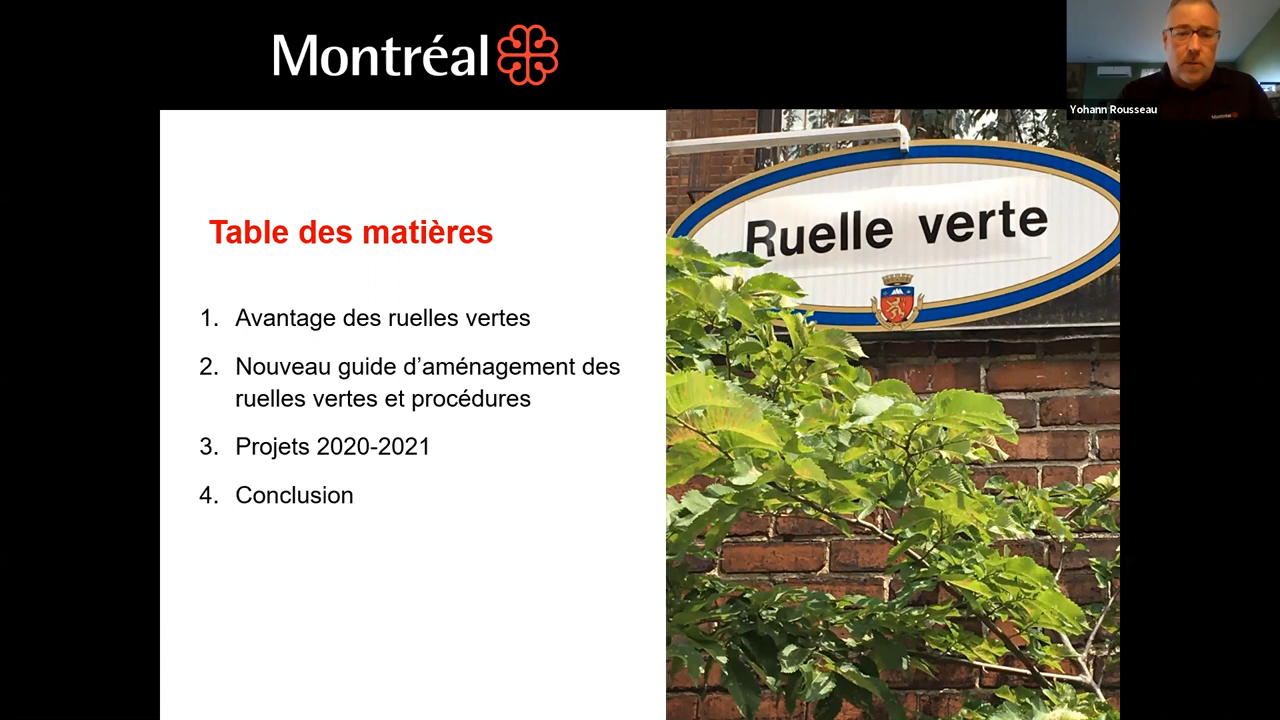 Montréal
Yohann Rousseau
Montréal
Table des matières
1. Avantage des ruelles vertes
2. Nouveau guide d’aménagement des
ruelles vertes et procédures
3. Projets 2020-2021
4. Conclusion
Ruelle verte